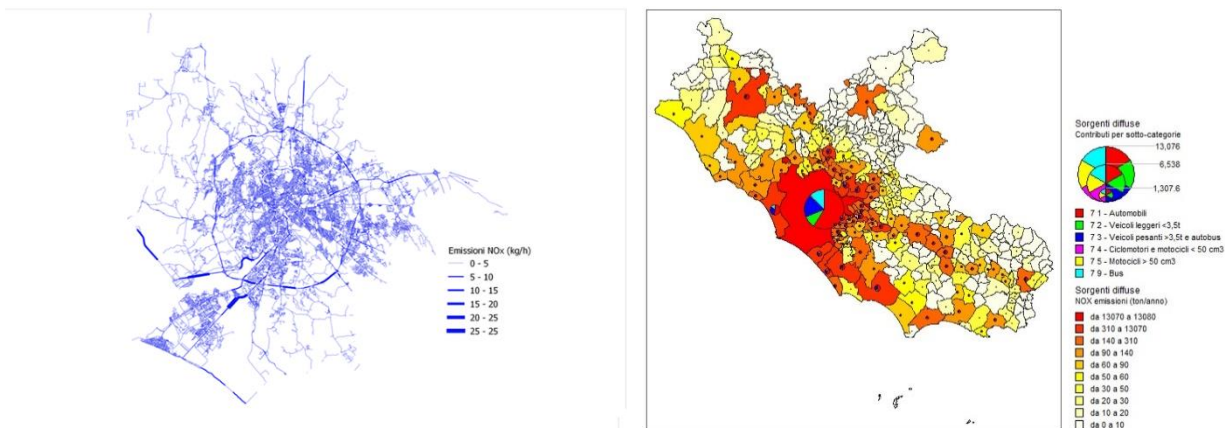 Emissioni NOx (kg/h)
0 - 5
5 - 10
10 - 15
15 - 20
20 - 25
25 - 25
Sorgenti diffuse
Contributi per sotto-categorie
13,076
6,538
1,307.6
7 1 - Automobili
7 2 - Veicoli leggeri <3,5t
7 3 - Veicoli pesanti >3,5t e autobus
7 4 - Ciclomotori e motocicli < 50 cm3
7 5 - Motocicli > 50 cm3
7 9 - Bus
Sorgenti diffuse
NOX emissioni (ton/anno)
da 13070 a 13080
da 310 a 13070
da 140 a 310
da 90 a 140
da 60 a 90
da 50 a 60
da 30 a 50
da 20 a 30
da 10 a 20
da 0 a 10